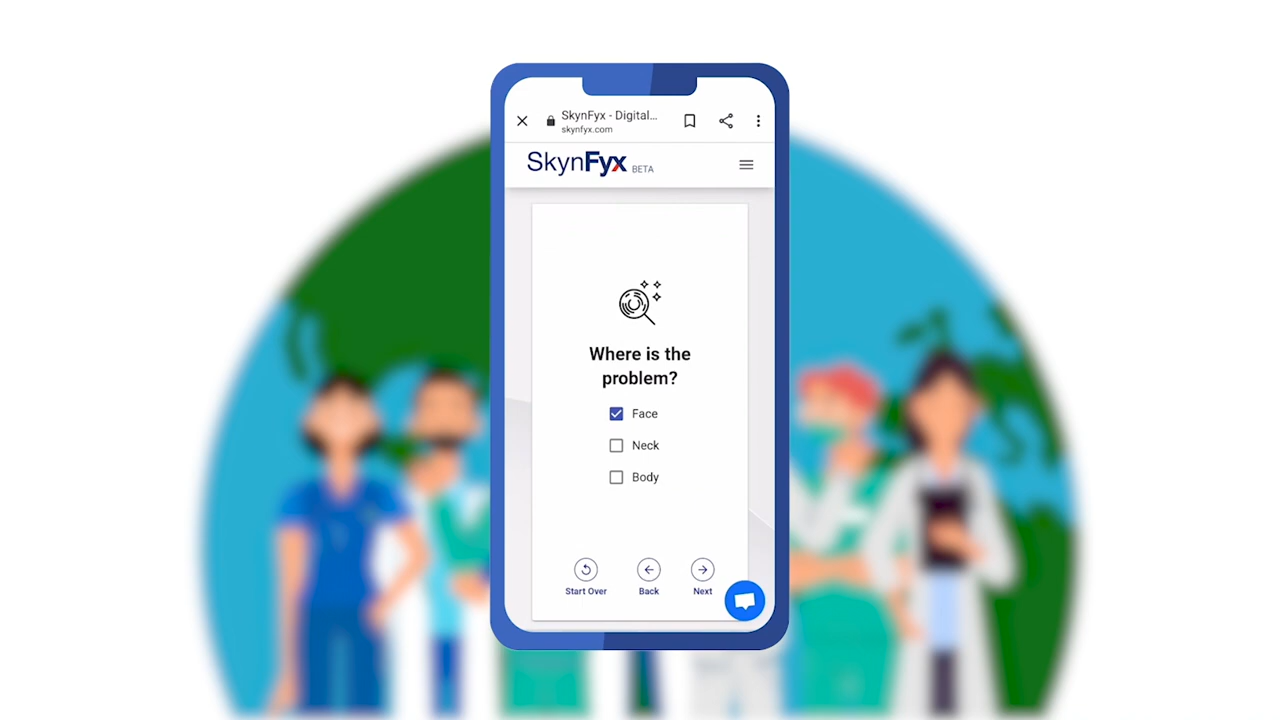 SkynFyx - Digital...
skynfyx.com
SkynFyx BETA
Where is the
problem?
Face
Neck
Body
Start Over
Back
Next